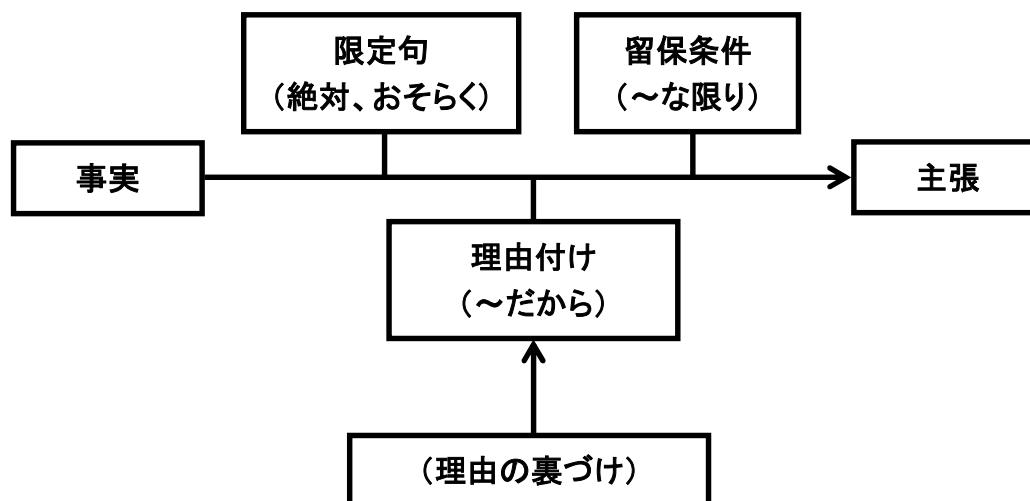 限定句
（絶対、おそらく）
留保条件
（～な限り）
事実
主張
理由付け
（～だから）
（理由の裏づけ）